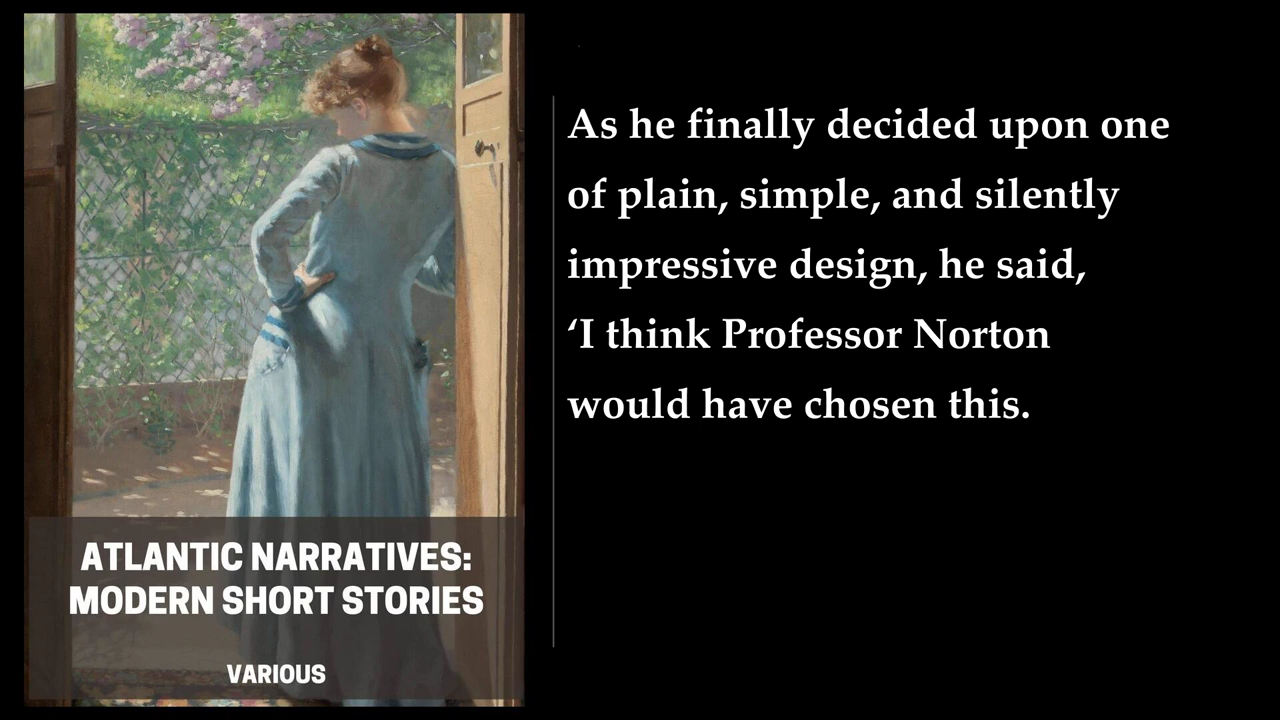 As he finally decided upon one
of plain, simple, and silently
impressive design, he said,
‘I think Professor Norton
would have chosen this.
ATLANTIC NARRATIVES:
MODERN SHORT STORIES
VARIOUS